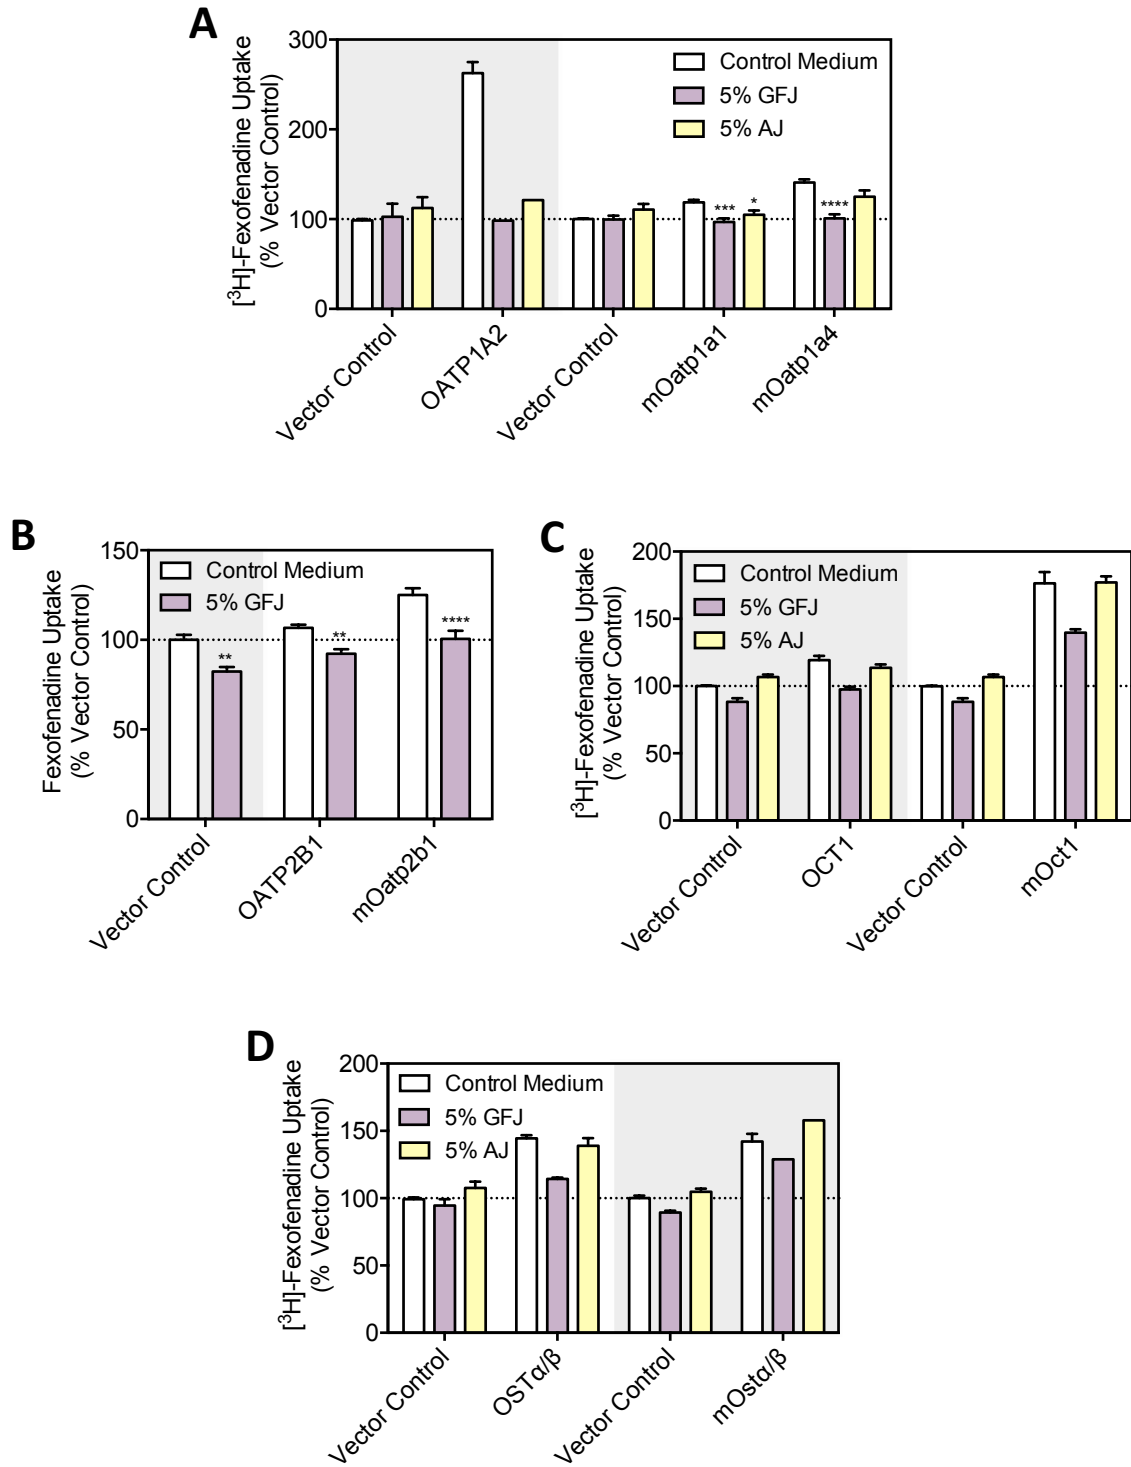 A
[³H]-Fexofenadine Uptake
(% Vector Control)
300
200
100
0
Control Medium
5% GFJ
5% AJ
***
*
****
Vector Control
OATP1A2
Vector Control
mOatp1a1
mOatp1a4
B
Fexofenadine Uptake
(% Vector Control)
150
100
50
0
Control Medium
5% GFJ
**
**
****
Vector Control
OATP2B1
mOatp2b1
C
[³H]-Fexofenadine Uptake
(% Vector Control)
200
150
100
50
0
Control Medium
5% GFJ
5% AJ
Vector Control
OCT1
Vector Control
mOct1
D
[³H]-Fexofenadine Uptake
(% Vector Control)
200
150
100
50
0
Control Medium
5% GFJ
5% AJ
Vector Control
OSTα/β
Vector Control
mOstα/β